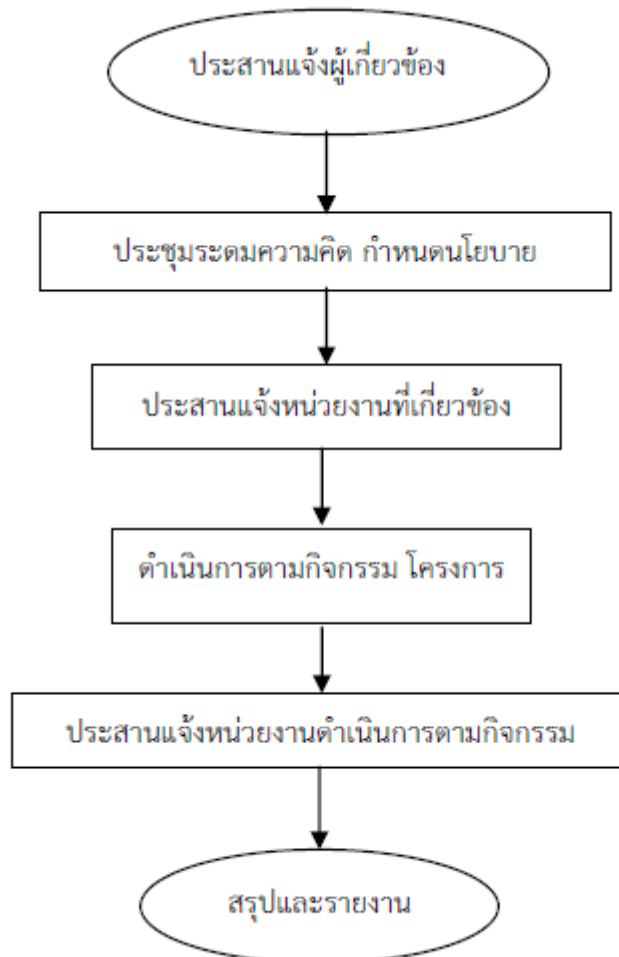 ประสานแจ้งผู้เกี่ยวข้อง
ประชุมระดมความคิด กำหนดนโยบาย
ประสานแจ้งหน่วยงานที่เกี่ยวข้อง
ดำเนินการตามกิจกรรม โครงการ
ประสานแจ้งหน่วยงานดำเนินการตามกิจกรรม
สรุปและรายงาน